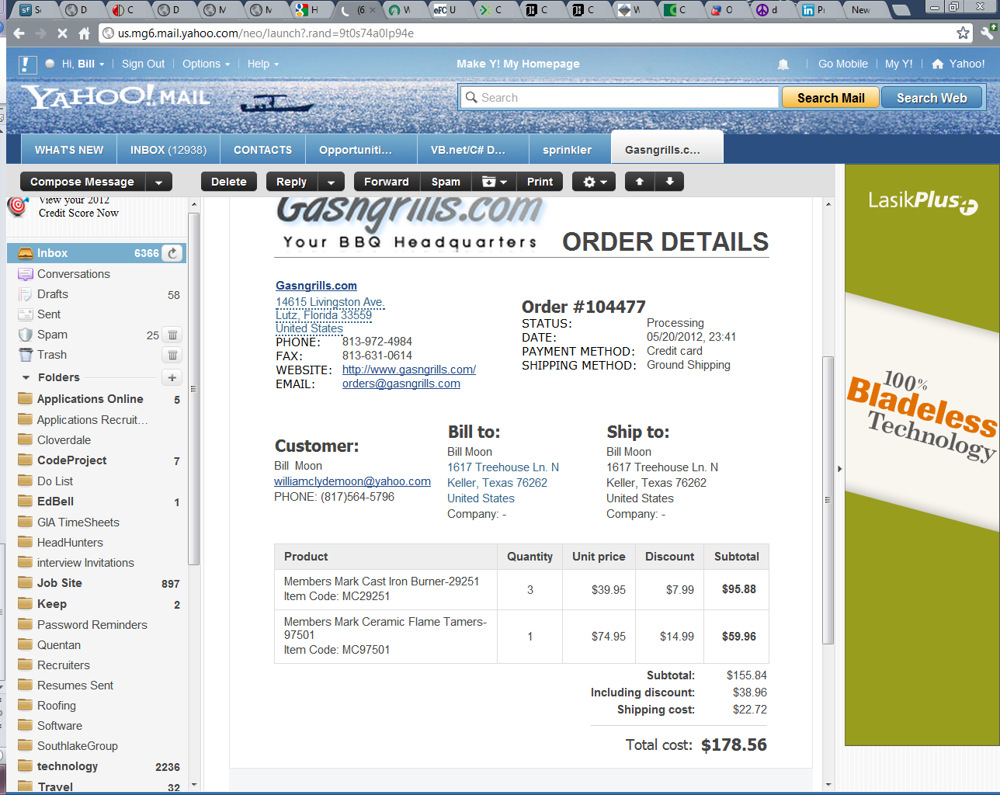 C
D
C
D
M
M
H
(6
W
eFC U
C
C
C
W
C
O
d
in P
New
us.mg6.mail.yahoo.com/neo/launch?.rand=9t0s74a0lp94e
Hi, Bill
Sign Out
Options
Help
Make Y! My Homepage
Go Mobile
My Y!
Yahoo!
YAHOO! MAIL
Search
Search Mail
Search Web
WHAT'S NEW
INBOX (12938)
CONTACTS
Opportuniti...
VB.net/C# D...
sprinkler
Gasngrills.c...
Compose Message
Delete
Reply
Forward
Spam
Print
View your 2012
Credit Score Now
Inbox 6366
Conversations
Drafts 58
Sent
Spam 25
Trash
Folders
Applications Online 5
Applications Recruit...
Cloverdale
CodeProject 7
Do List
EdBell 1
GIA TimeSheets
HeadHunters
interview Invitations
Job Site 897
Keep 2
Password Reminders
Quentan
Recruiters
Resumes Sent
Roofing
Software
SouthlakeGroup
technology 2236
Travel 32
Gasngrills.com
Your BBQ Headquarters
ORDER DETAILS
Gasngrills.com
14615 Livingston Ave.
Lutz, Florida 33559
United States
PHONE: 813-972-4984
FAX: 813-631-0614
WEBSITE: http://www.gasngrills.com/
EMAIL: orders@gasngrills.com
Order #104477
STATUS: Processing
DATE: 05/20/2012, 23:41
PAYMENT METHOD: Credit card
SHIPPING METHOD: Ground Shipping
Customer:
Bill Moon
williamclydemoon@yahoo.com
PHONE: (817)564-5796
Bill to:
Bill Moon
1617 Treehouse Ln. N
Keller, Texas 76262
United States
Company: -
Ship to:
Bill Moon
1617 Treehouse Ln. N
Keller, Texas 76262
United States
Company: -
Product Quantity Unit price Discount Subtotal
Members Mark Cast Iron Burner-29251
Item Code: MC29251
3 $39.95 $7.99 $95.88
Members Mark Ceramic Flame Tamers-
97501
Item Code: MC97501
1 $74.95 $14.99 $59.96
Subtotal: $155.84
Including discount: $38.96
Shipping cost: $22.72
Total cost: $178.56
LasikPlus
100%
Bladeless
Technology